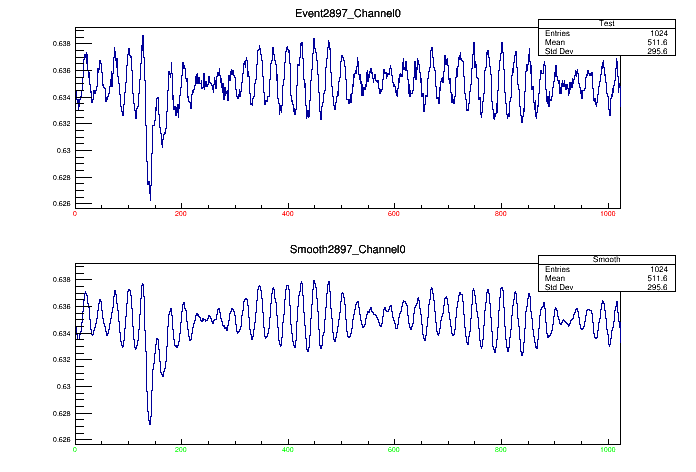 Event2897_Channel0
Test
Entries 1024
Mean 511.6
Std Dev 295.6
0.638
0.636
0.634
0.632
0.63
0.628
0.626
0 200 400 600 800 1000
Smooth2897_Channel0
Smooth
Entries 1024
Mean 511.6
Std Dev 295.6
0.638
0.636
0.634
0.632
0.63
0.628
0.626
0 200 400 600 800 1000